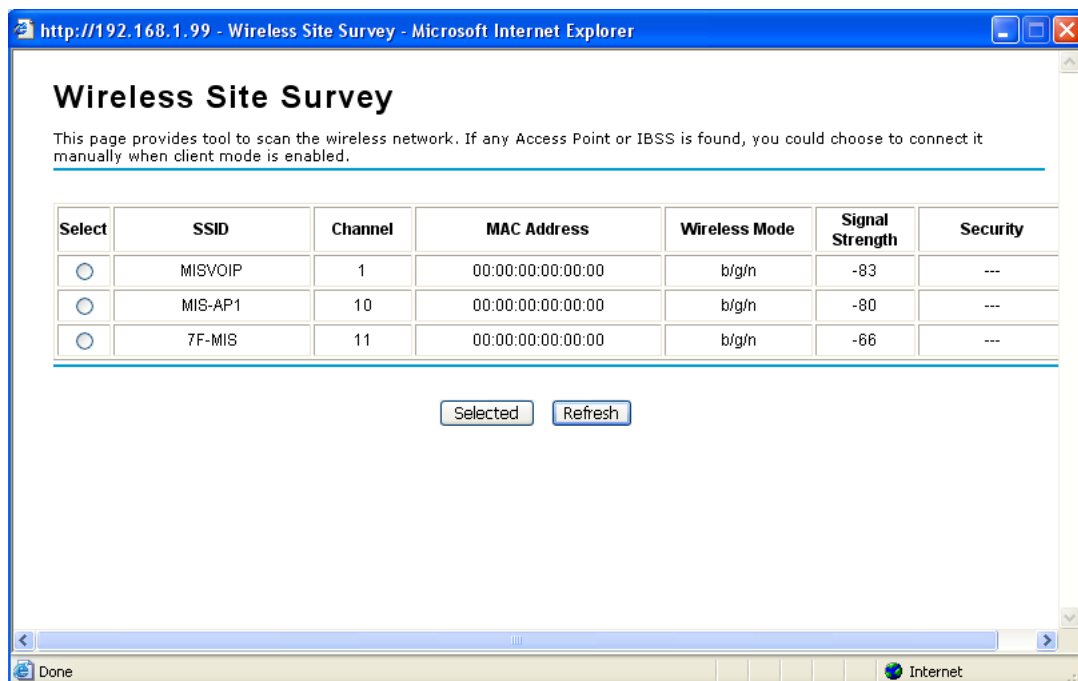 http://192.168.1.99 - Wireless Site Survey - Microsoft Internet Explorer
Wireless Site Survey
This page provides tool to scan the wireless network. If any Access Point or IBSS is found, you could choose to connect it
manually when client mode is enabled.
Select SSID Channel MAC Address Wireless Mode Signal Strength Security
MISVOIP 1 00:00:00:00:00:00 b/g/n -83 ---
MIS-AP1 10 00:00:00:00:00:00 b/g/n -80 ---
7F-MIS 11 00:00:00:00:00:00 b/g/n -66 ---
Selected Refresh
Done Internet